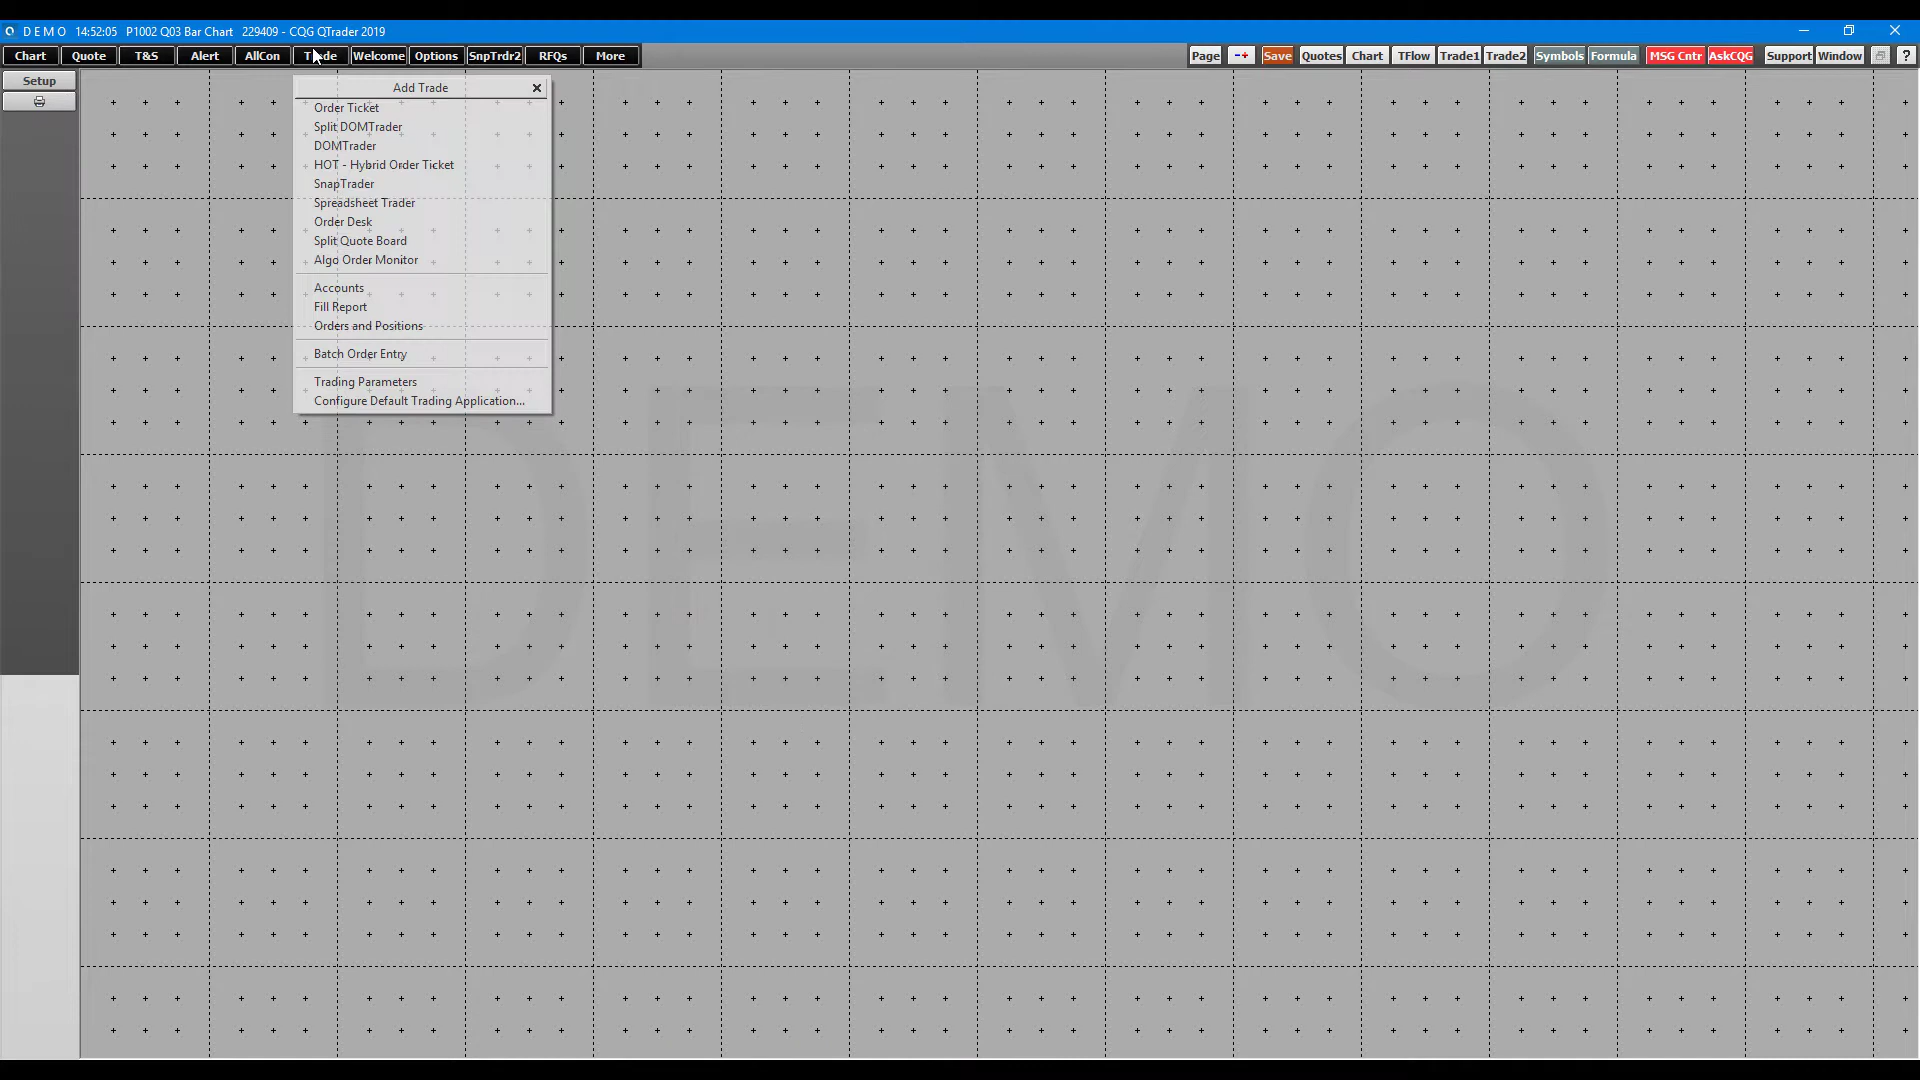 D E M O 14:52:05 P1002 Q03 Bar Chart 229409 - CQG QTrader 2019
Chart Quote T&S Alert AllCon Trade Welcome Options SnpTrdr2 RFQs More Page -+ Save Quotes Chart TFlow Trade1 Trade2 Symbols Formula MSG Cntr AskCQG Support Window ?
Setup
Add Trade
Order Ticket
Split DOMTrader
DOMTrader
HOT - Hybrid Order Ticket
SnapTrader
Spreadsheet Trader
Order Desk
Split Quote Board
Algo Order Monitor
Accounts
Fill Report
Orders and Positions
Batch Order Entry
Trading Parameters
Configure Default Trading Application...
DEMO